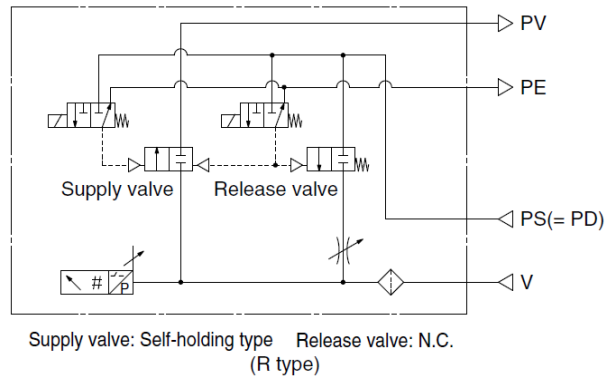 PV
PE
Supply valve Release valve
PS(= PD)
# P
V
Supply valve: Self-holding type Release valve: N.C.
(R type)